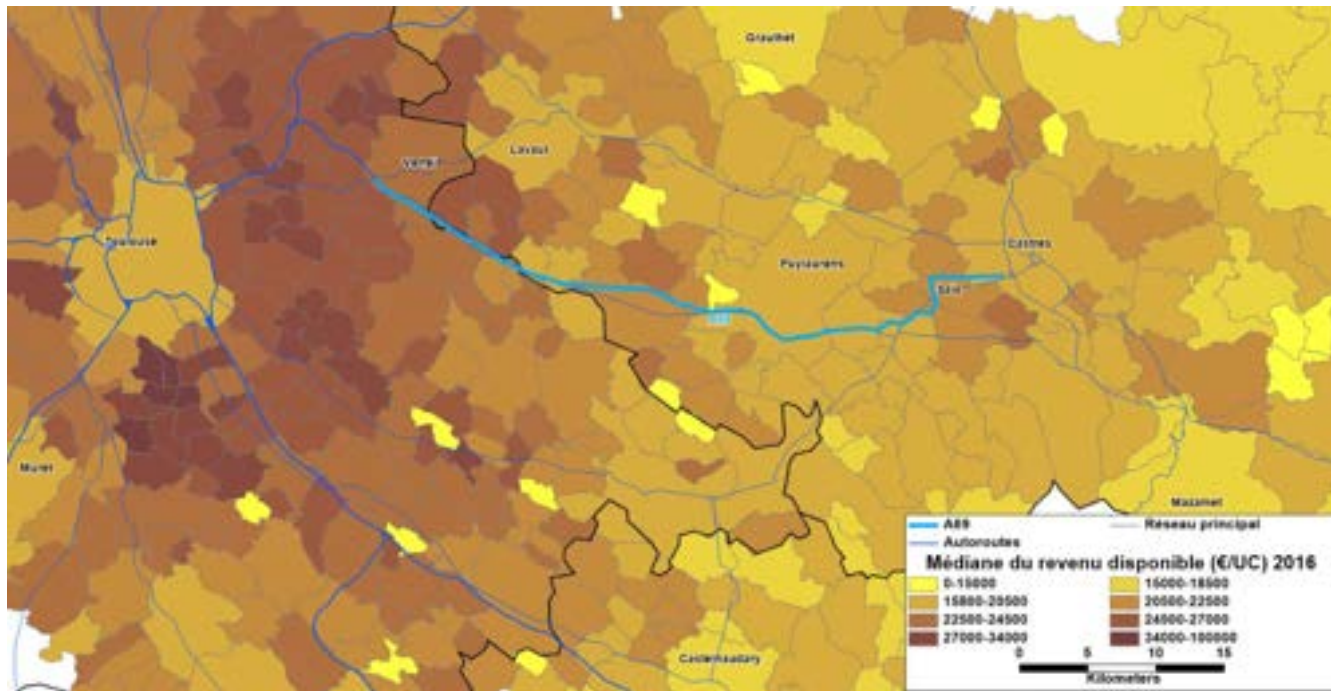 Graulhet
Verfeil
Lavaur
Toulouse
Puylaurens
Castres
Muret
Mazamet
Castelnaudary
A69
Réseau principal
Autoroutes
Médiane du revenu disponible (€/UC) 2016
0-15000
15000-18500
15800-20500
20500-22500
22500-24500
24500-27000
27000-34000
34000-100000
0 5 10 15
Kilometers